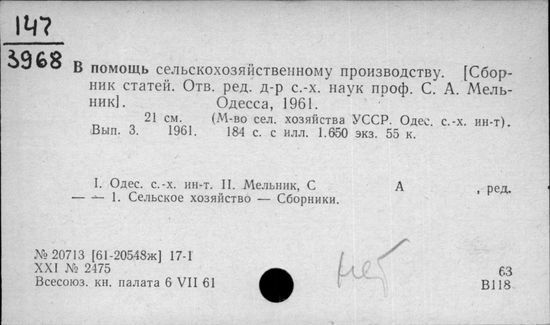 147
3968
В помощь сельскохозяйственному производству. [Сбор-
ник статей. Отв. ред. д-р с.-х. наук проф. С. А. Мель-
ник]. Одесса, 1961.
21 см. (М-во сел. хозяйства УССР. Одес. с.-х. ин-т).
Вып. 3. 1961. 184 с. с илл. 1.650 экз. 55 к.
I. Одес. с.-х. ин-т. II. Мельник, С А , ред.
— — 1. Сельское хозяйство — Сборники.
№ 20713 [61-20548ж] 17-1
XXI № 2475
Всесоюз. кн. палата 6 VII 61
нет
63
В118